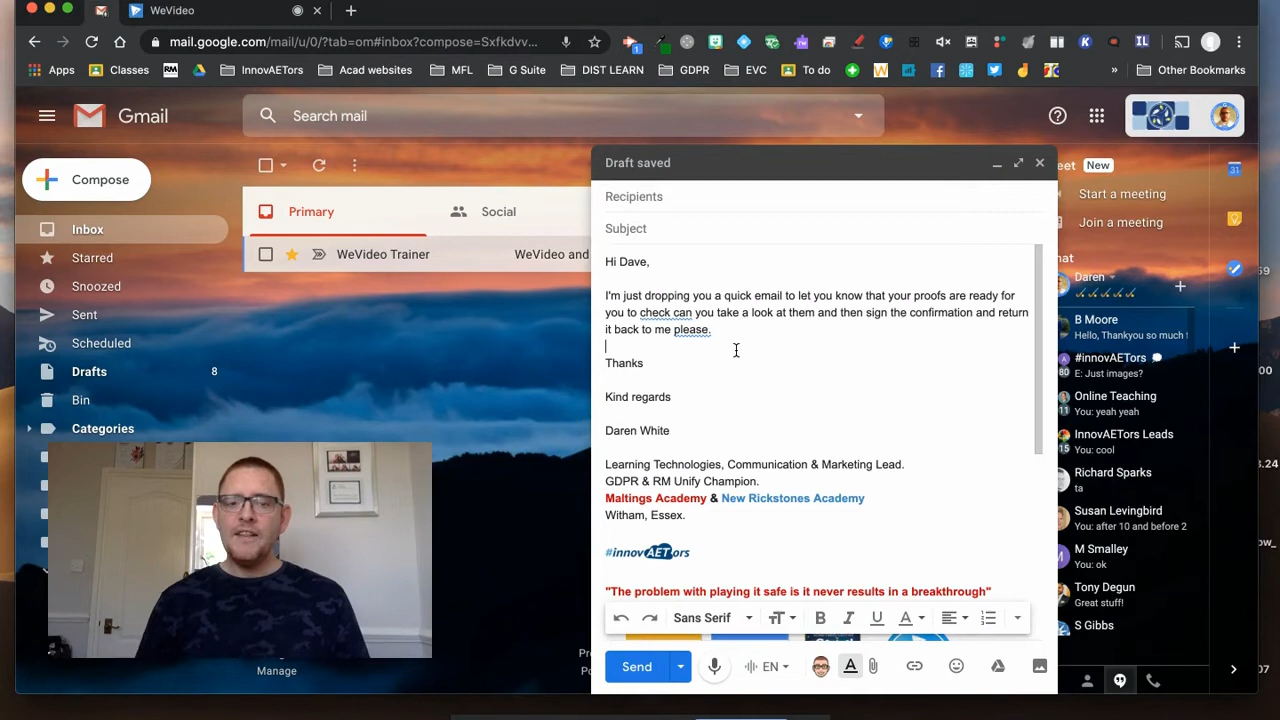 WeVideo
mail.google.com/mail/u/0/?tab=om#inbox?compose=Sxfkdvv...
Apps
Classes
RM
InnovAETors
Acad websites
MFL
G Suite
DIST LEARN
GDPR
EVC
To do
Other Bookmarks
Gmail
Search mail
Compose
Inbox
Starred
Snoozed
Sent
Scheduled
Drafts
8
Bin
Categories
Manage
Primary
Social
WeVideo Trainer
WeVideo and
Draft saved
Recipients
Subject
Hi Dave,
I'm just dropping you a quick email to let you know that your proofs are ready for
you to check can you take a look at them and then sign the confirmation and return
it back to me please.
Thanks
Kind regards
Daren White
Learning Technologies, Communication & Marketing Lead.
GDPR & RM Unify Champion.
Maltings Academy & New Rickstones Academy
Witham, Essex.
#innovAETors
"The problem with playing it safe is it never results in a breakthrough"
Sans Serif
Send
EN
eet New
Start a meeting
Join a meeting
hat
Daren
B Moore
Hello, Thankyou so much f
#innovAETors
E: Just images?
Online Teaching
You: yeah yeah
InnovAETors Leads
You: cool
Richard Sparks
ta
Susan Levingbird
You: after 10 and before 2
M Smalley
You: ok
Tony Degun
Great stuff!
S Gibbs